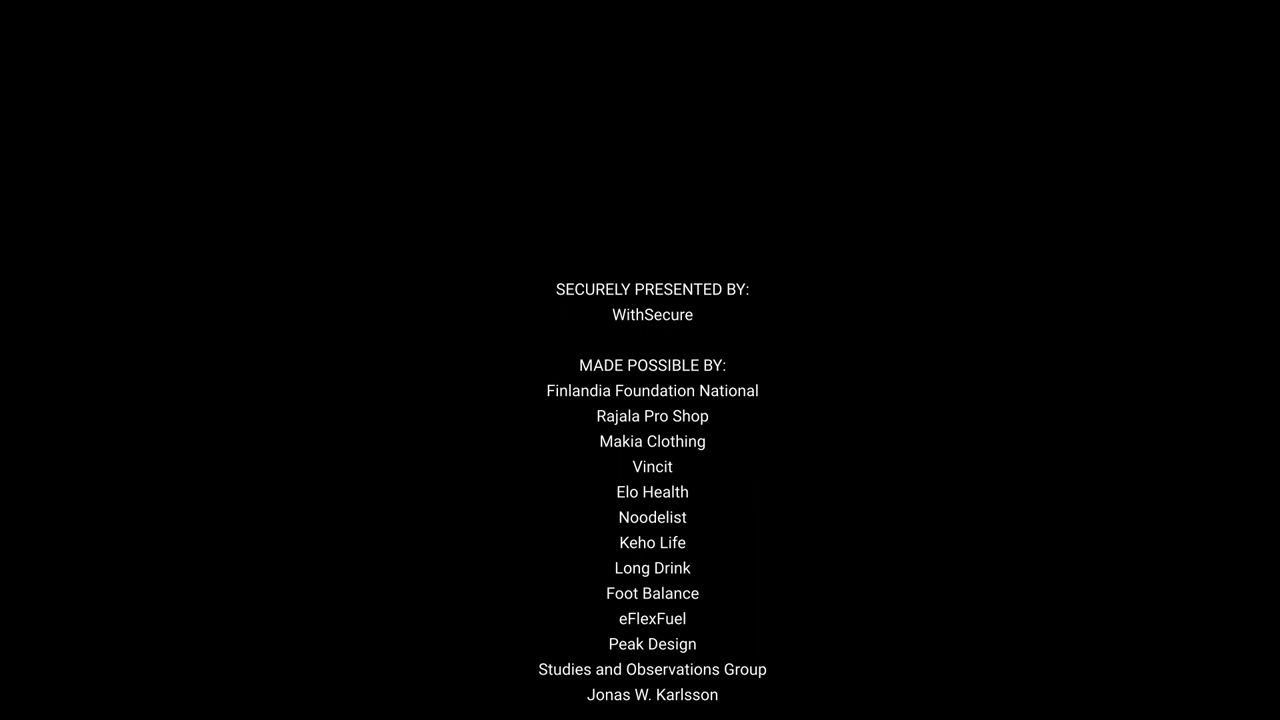 SECURELY PRESENTED BY:
WithSecure
MADE POSSIBLE BY:
Finlandia Foundation National
Rajala Pro Shop
Makia Clothing
Vincit
Elo Health
Noodelist
Keho Life
Long Drink
Foot Balance
eFlexFuel
Peak Design
Studies and Observations Group
Jonas W. Karlsson